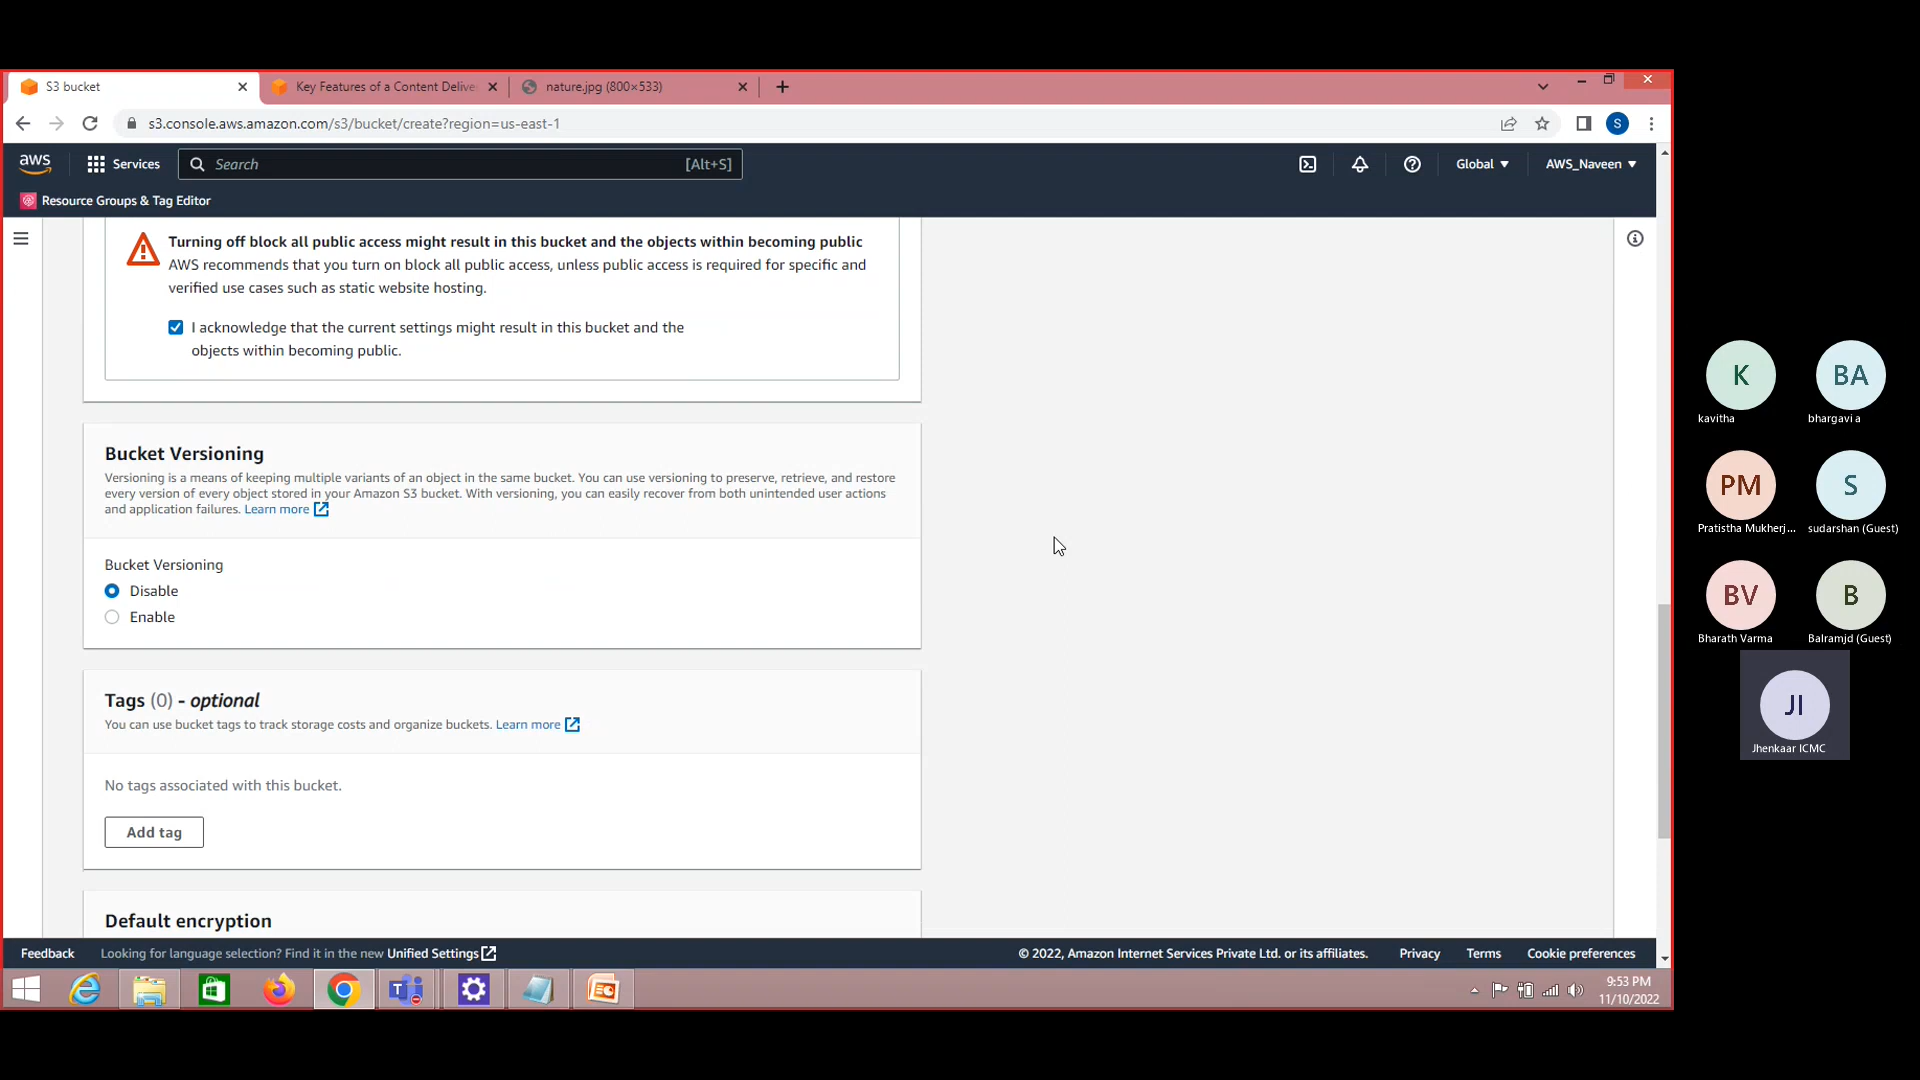 S3 bucket
Key Features of a Content Delive
nature.jpg (800×533)
s3.console.aws.amazon.com/s3/bucket/create?region=us-east-1
S
aws
Services
Search
[Alt+S]
Global
AWS_Naveen
Resource Groups & Tag Editor
Turning off block all public access might result in this bucket and the objects within becoming public
AWS recommends that you turn on block all public access, unless public access is required for specific and
verified use cases such as static website hosting.
I acknowledge that the current settings might result in this bucket and the
objects within becoming public.
Bucket Versioning
Versioning is a means of keeping multiple variants of an object in the same bucket. You can use versioning to preserve, retrieve, and restore
every version of every object stored in your Amazon S3 bucket. With versioning, you can easily recover from both unintended user actions
and application failures. Learn more
Bucket Versioning
Disable
Enable
Tags (0) - optional
You can use bucket tags to track storage costs and organize buckets. Learn more
No tags associated with this bucket.
Add tag
Default encryption
Feedback
Looking for language selection? Find it in the new Unified Settings
© 2022, Amazon Internet Services Private Ltd. or its affiliates.
Privacy
Terms
Cookie preferences
9:53 PM
11/10/2022
K
kavitha
BA
bhargavi a
PM
Pratistha Mukherj...
S
sudarshan (Guest)
BV
Bharath Varma
B
Balramjd (Guest)
JI
Jhenkaar ICMC